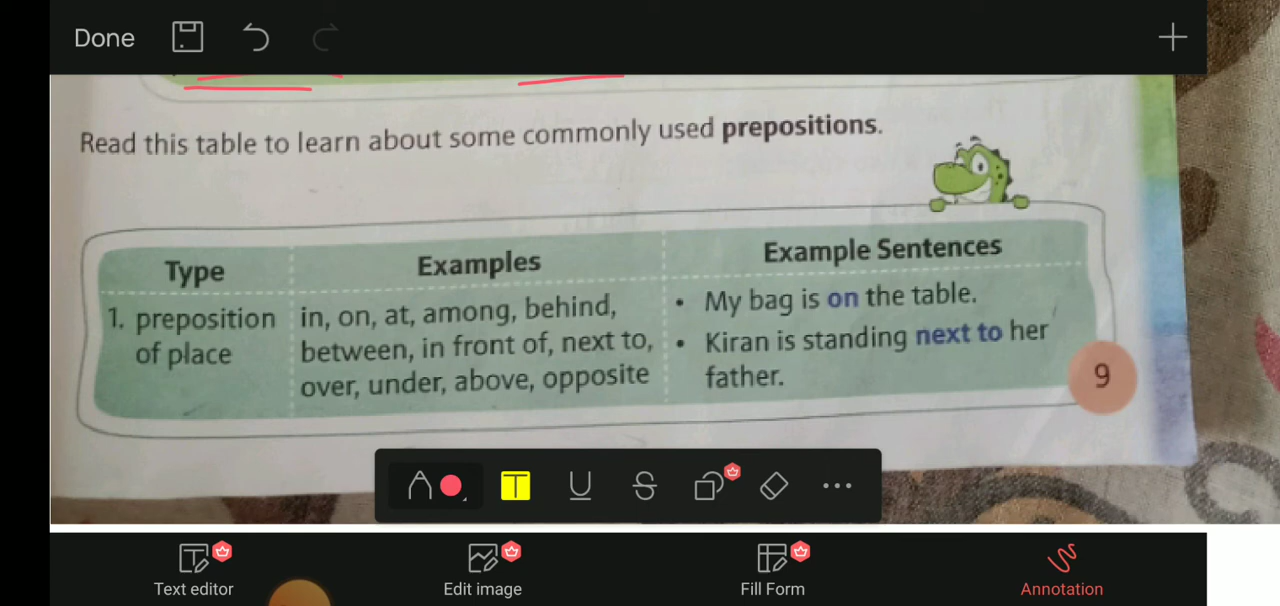 Done
Read this table to learn about some commonly used prepositions.
Type
Examples
Example Sentences
1. preposition
of place
in, on, at, among, behind,
between, in front of, next to,
over, under, above, opposite
• My bag is on the table.
• Kiran is standing next to her
father.
9
T
U
S
Text editor
Edit image
Fill Form
Annotation